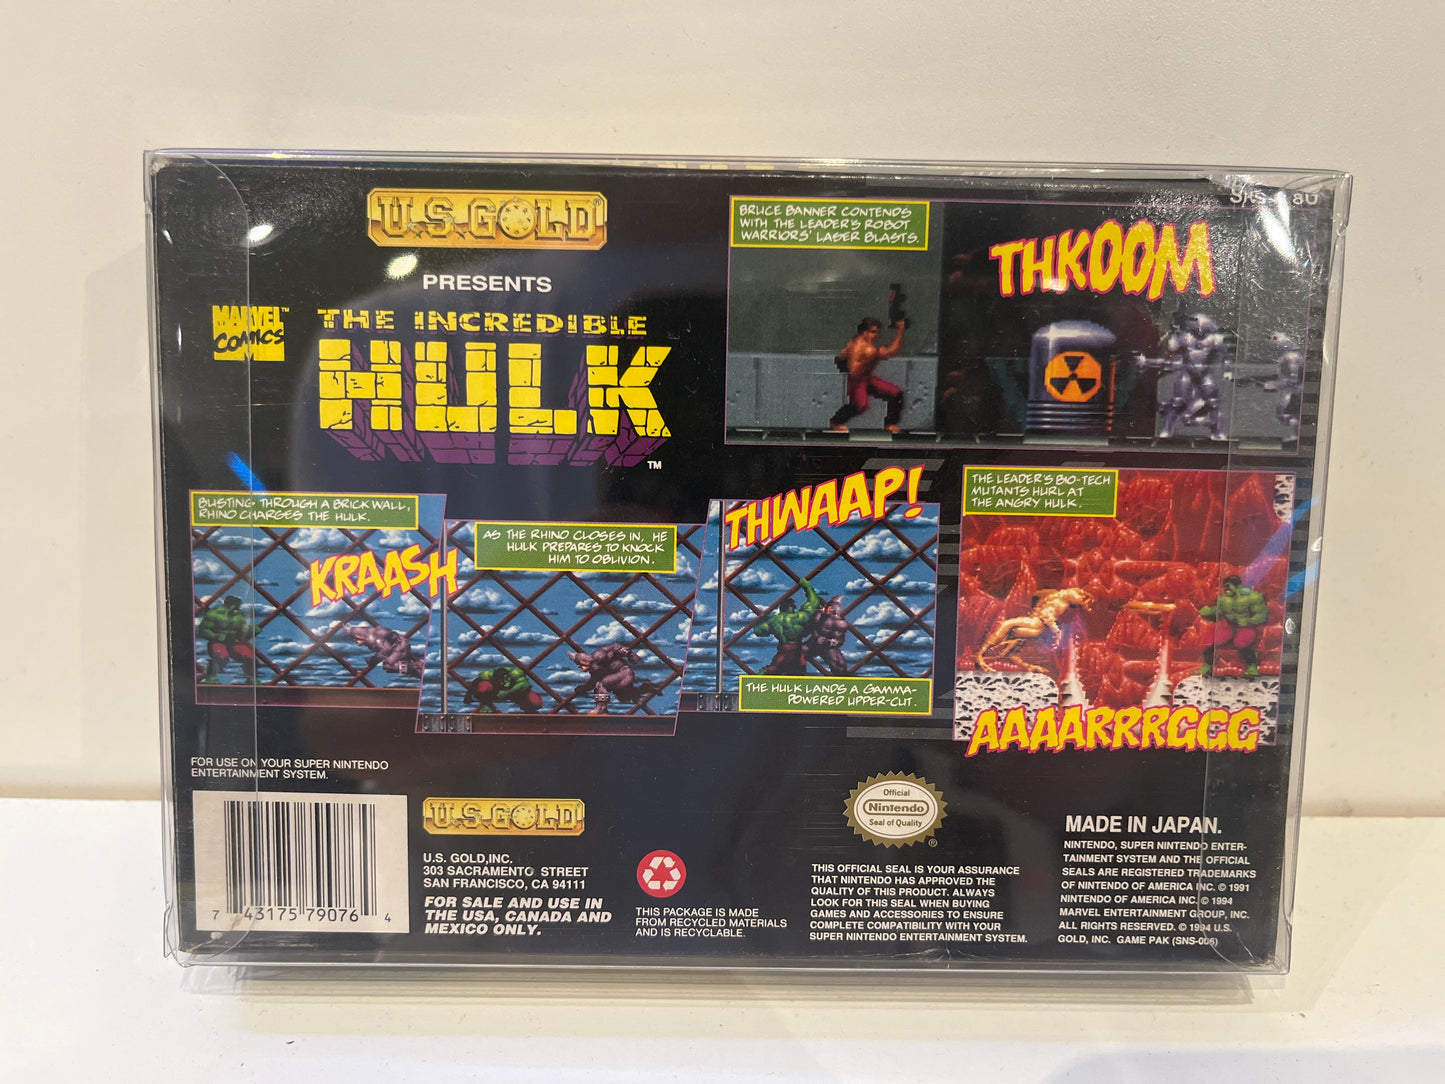 U.S. GOLD®
PRESENTS
MARVEL™
COMICS
THE INCREDIBLE
HULK™
BRUCE BANNER CONTENDS
WITH THE LEADER'S ROBOT
WARRIORS' LASER BLASTS.
THKOOM
BUSTING THROUGH A BRICK WALL,
RHINO CHARGES THE HULK.
KRAASH
AS THE RHINO CLOSES IN, HE
HULK PREPARES TO KNOCK
HIM TO OBLIVION.
THWAAP!
THE HULK LANDS A GAMMA-
POWERED UPPER-CUT.
THE LEADER'S BIO-TECH
MUTANTS HURL AT
THE ANGRY HULK.
AAAARRRGGG
FOR USE ON YOUR SUPER NINTENDO
ENTERTAINMENT SYSTEM.
7 43175 79076 4
U.S. GOLD
U.S. GOLD, INC.
303 SACRAMENTO STREET
SAN FRANCISCO, CA 94111
FOR SALE AND USE IN
THE USA, CANADA AND
MEXICO ONLY.
THIS PACKAGE IS MADE
FROM RECYCLED MATERIALS
AND IS RECYCLABLE.
Official
Nintendo
Seal of Quality
®
THIS OFFICIAL SEAL IS YOUR ASSURANCE
THAT NINTENDO HAS APPROVED THE
QUALITY OF THIS PRODUCT. ALWAYS
LOOK FOR THIS SEAL WHEN BUYING
GAMES AND ACCESSORIES TO ENSURE
COMPLETE COMPATIBILITY WITH YOUR
SUPER NINTENDO ENTERTAINMENT SYSTEM.
MADE IN JAPAN.
NINTENDO, SUPER NINTENDO ENTER-
TAINMENT SYSTEM AND THE OFFICIAL
SEALS ARE REGISTERED TRADEMARKS
OF NINTENDO OF AMERICA INC. © 1991
NINTENDO OF AMERICA INC. © 1994
MARVEL ENTERTAINMENT GROUP, INC.
ALL RIGHTS RESERVED. © 1994 U.S.
GOLD, INC. GAME PAK (SNS-006)